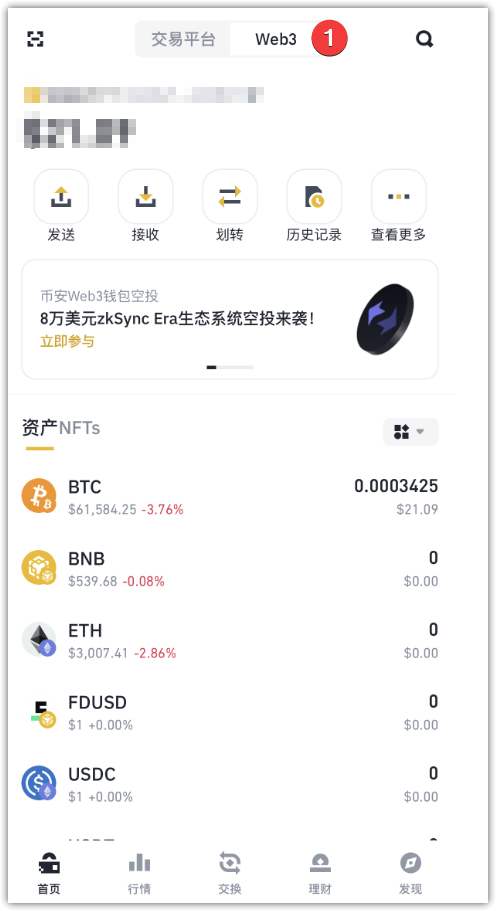 交易平台 Web3 1
发送 接收 划转 历史记录 查看更多
币安Web3钱包空投
8万美元zkSync Era生态系统空投来袭!
立即参与
资产 NFTs
BTC 0.0003425
$61,584.25 -3.76% $21.09
BNB 0
$539.68 -0.08% $0.00
ETH 0
$3,007.41 -2.86% $0.00
FDUSD 0
$1 +0.00% $0.00
USDC 0
$1 +0.00% $0.00
首页 行情 交换 理财 发现